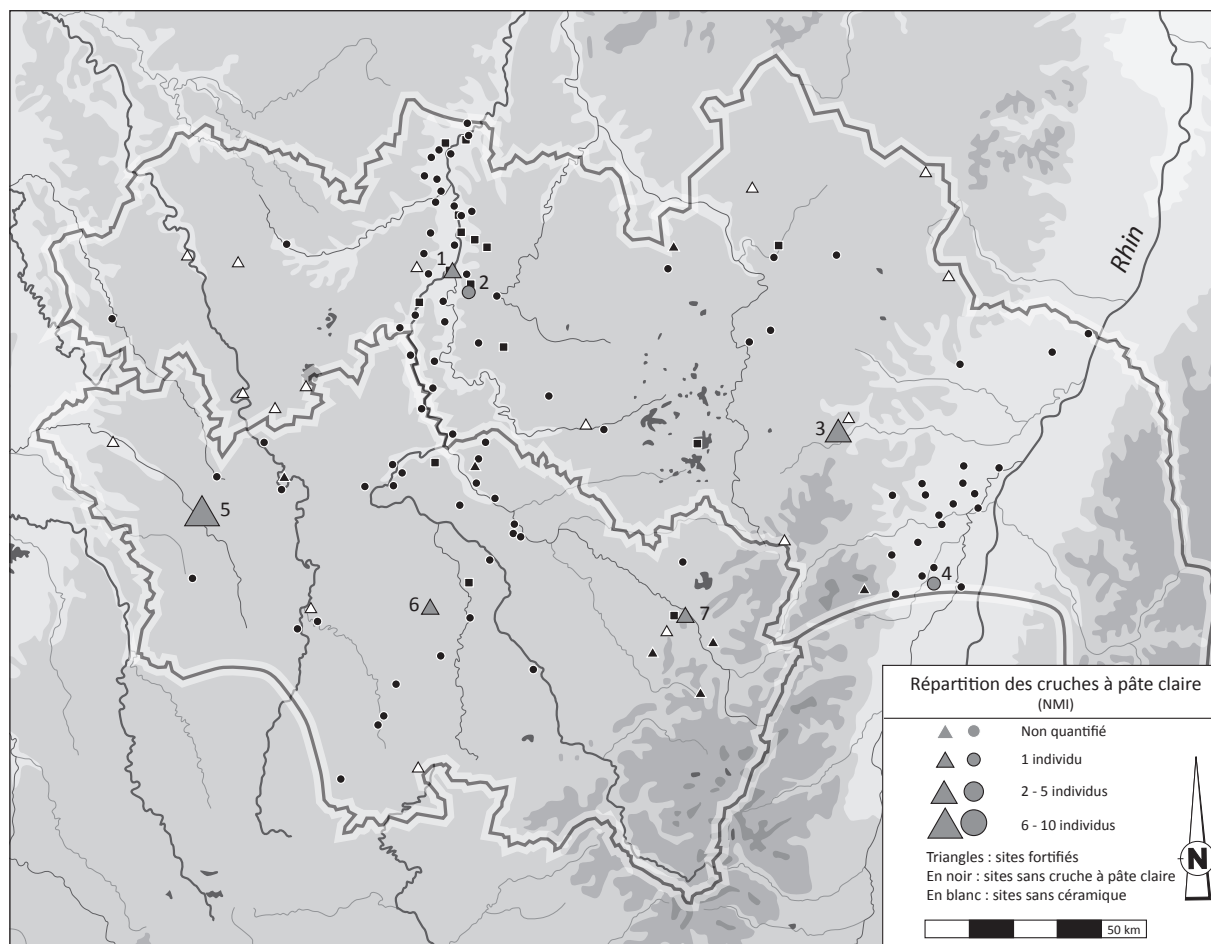 Rhin
1
2
3
4
5
6
7
Répartition des cruches à pâte claire
(NMI)
Non quantifié
1 individu
2 - 5 individus
6 - 10 individus
Triangles : sites fortifiés
En noir : sites sans cruche à pâte claire
En blanc : sites sans céramique
N
50 km